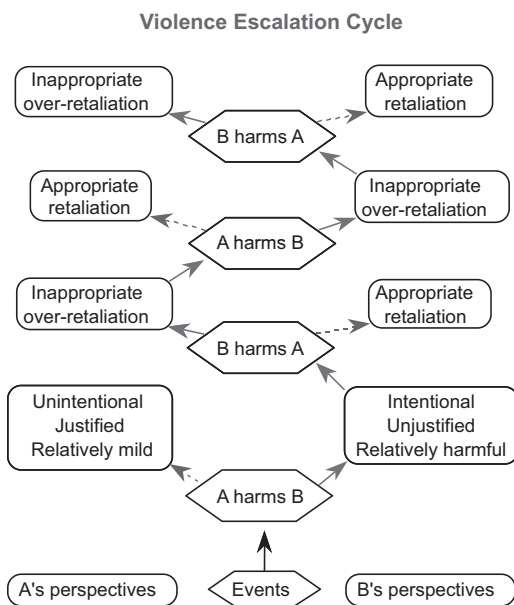 Violence Escalation Cycle
Inappropriate
over-retaliation
Appropriate
retaliation
B harms A
Appropriate
retaliation
Inappropriate
over-retaliation
A harms B
Inappropriate
over-retaliation
Appropriate
retaliation
B harms A
Unintentional
Justified
Relatively mild
Intentional
Unjustified
Relatively harmful
A harms B
A's perspectives
Events
B's perspectives